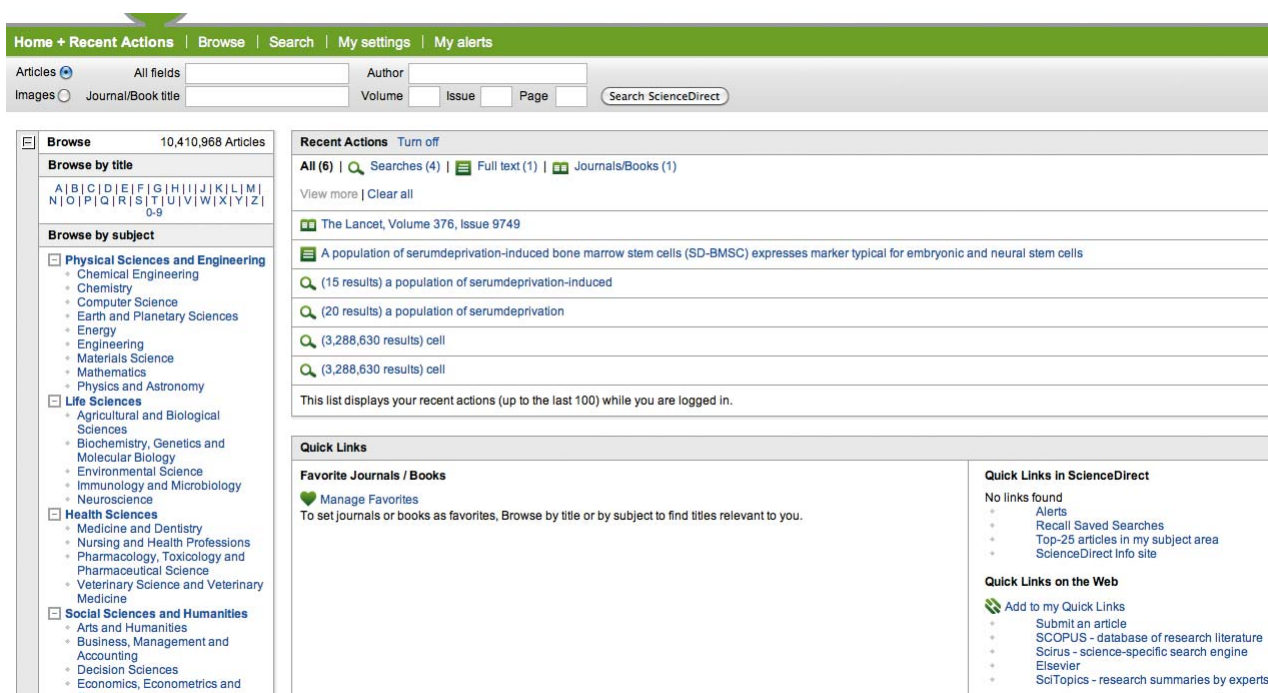 Home + Recent Actions | Browse | Search | My settings | My alerts
Articles All fields Author
Images Journal/Book title Volume Issue Page Search ScienceDirect
Browse 10,410,968 Articles
Browse by title
A|B|C|D|E|F|G|H|I|J|K|L|M|
N|O|P|Q|R|S|T|U|V|W|X|Y|Z|
0-9
Browse by subject
Physical Sciences and Engineering
Chemical Engineering
Chemistry
Computer Science
Earth and Planetary Sciences
Energy
Engineering
Materials Science
Mathematics
Physics and Astronomy
Life Sciences
Agricultural and Biological
Sciences
Biochemistry, Genetics and
Molecular Biology
Environmental Science
Immunology and Microbiology
Neuroscience
Health Sciences
Medicine and Dentistry
Nursing and Health Professions
Pharmacology, Toxicology and
Pharmaceutical Science
Veterinary Science and Veterinary
Medicine
Social Sciences and Humanities
Arts and Humanities
Business, Management and
Accounting
Decision Sciences
Economics, Econometrics and
Recent Actions Turn off
All (6) | Searches (4) | Full text (1) | Journals/Books (1)
View more | Clear all
The Lancet, Volume 376, Issue 9749
A population of serumdeprivation-induced bone marrow stem cells (SD-BMSC) expresses marker typical for embryonic and neural stem cells
(15 results) a population of serumdeprivation-induced
(20 results) a population of serumdeprivation
(3,288,630 results) cell
(3,288,630 results) cell
This list displays your recent actions (up to the last 100) while you are logged in.
Quick Links
Favorite Journals / Books
Manage Favorites
To set journals or books as favorites, Browse by title or by subject to find titles relevant to you.
Quick Links in ScienceDirect
No links found
Alerts
Recall Saved Searches
Top-25 articles in my subject area
ScienceDirect Info site
Quick Links on the Web
Add to my Quick Links
Submit an article
SCOPUS - database of research literature
Scirus - science-specific search engine
Elsevier
SciTopics - research summaries by experts